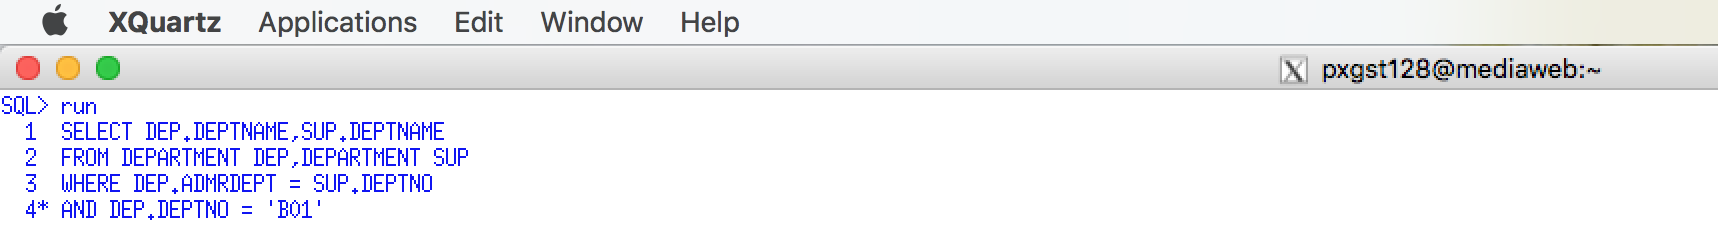 XQuartz Applications Edit Window Help
X pxgst128@mediaweb:~
SQL> run
1 SELECT DEP.DEPTNAME,SUP.DEPTNAME
2 FROM DEPARTMENT DEP,DEPARTMENT SUP
3 WHERE DEP.ADMRDEPT = SUP.DEPTNO
4* AND DEP.DEPTNO = 'B01'